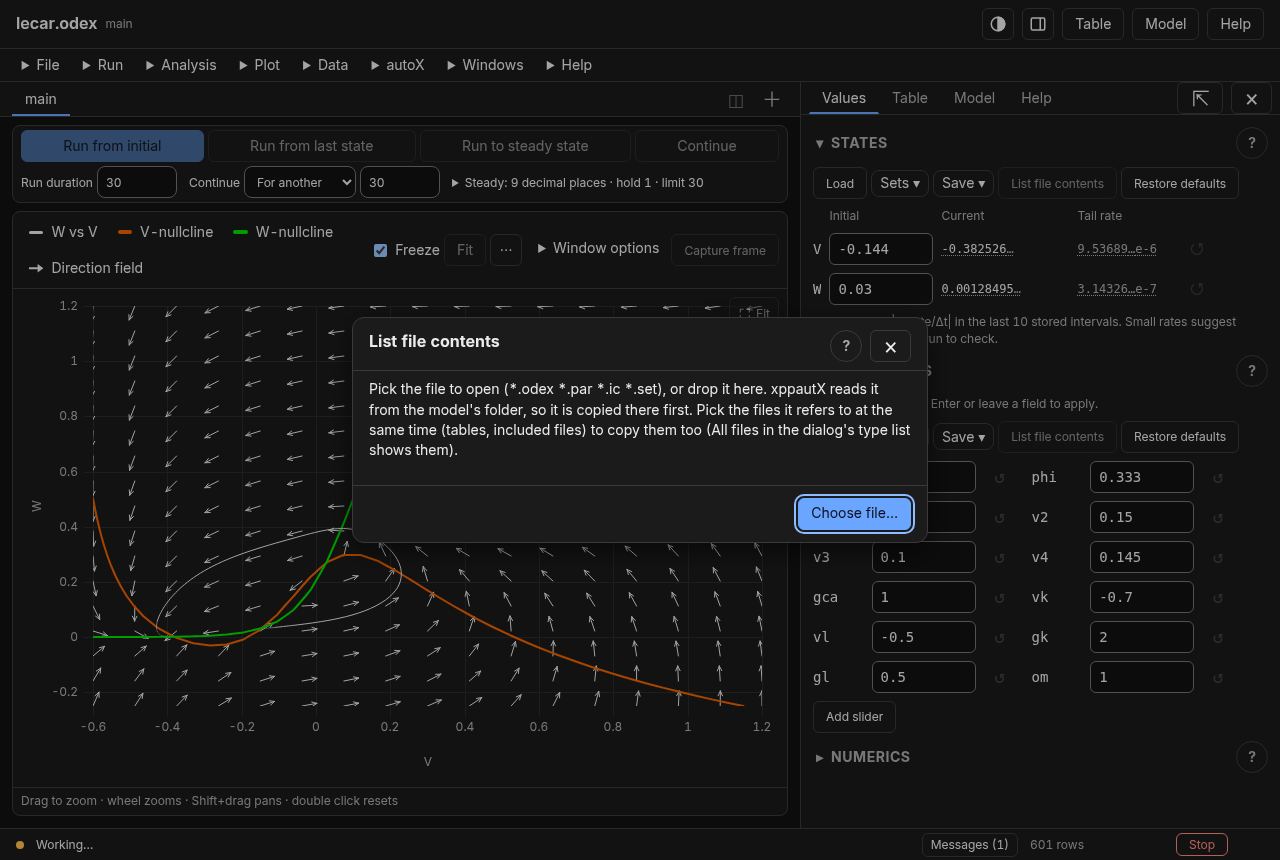 lecar.odex main
Table Model Help
File Run Analysis Plot Data autoX Windows Help
main
Values Table Model Help
Run from initial Run from last state Run to steady state Continue
Run duration 30 Continue For another 30 Steady: 9 decimal places · hold 1 · limit 30
W vs V V-nullcline W-nullcline
Direction field
Freeze Fit ... Window options Capture frame
Fit
1.2
1
0.8
0.6
0.4
0.2
0
-0.2
W
-0.6 -0.4 -0.2 0 0.2 0.4 0.6 0.8 1 1.2
V
Drag to zoom · wheel zooms · Shift+drag pans · double click resets
STATES ?
Load Sets ▾ Save ▾ List file contents Restore defaults
Initial Current Tail rate
V -0.144 -0.382526… 9.53689…e-6
W 0.03 0.00128495… 3.14326…e-7
e/Δt| in the last 10 stored intervals. Small rates suggest
un to check.
S ?
Enter or leave a field to apply.
Save ▾ List file contents Restore defaults
phi 0.333
v2 0.15
v3 0.1 v4 0.145
gca 1 vk -0.7
vl -0.5 gk 2
gl 0.5 om 1
Add slider
NUMERICS ?
List file contents ? ×
Pick the file to open (*.odex *.par *.ic *.set), or drop it here. xppautX reads it
from the model's folder, so it is copied there first. Pick the files it refers to at the
same time (tables, included files) to copy them too (All files in the dialog's type list
shows them).
Choose file...
Working... Messages (1) 601 rows Stop